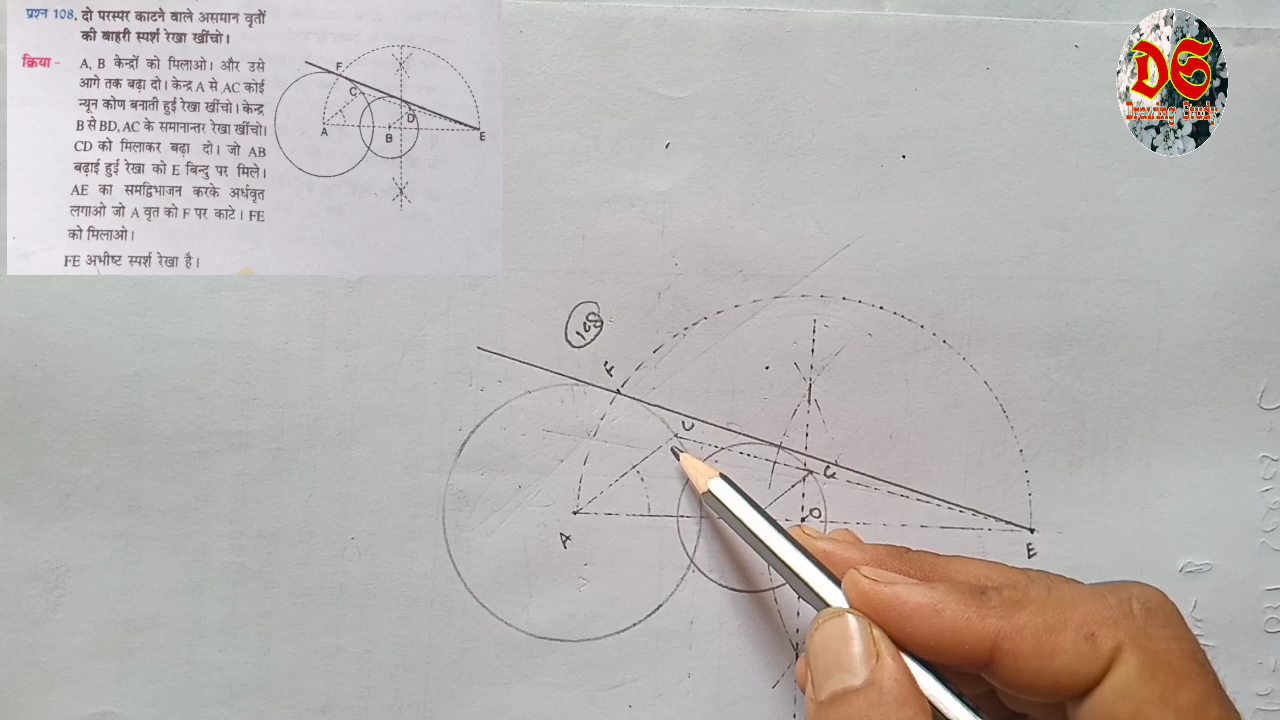 प्रश्न 108. दो परस्पर काटने वाले असमान वृतों
की बाहरी स्पर्श रेखा खींचो।
क्रिया - A, B केन्द्रों को मिलाओ। और उसे
आगे तक बढ़ा दो। केन्द्र A से AC कोई
न्यून कोण बनाती हुई रेखा खींचो। केन्द्र
B से BD, AC के समानान्तर रेखा खींचो।
CD को मिलाकर बढ़ा दो। जो AB
बढ़ाई हुई रेखा को E बिन्दु पर मिले।
AE का समद्विभाजन करके अर्धवृत
लगाओ जो A वृत को F पर काटे। FE
को मिलाओ।
FE अभीष्ट स्पर्श रेखा है।
F
C
D
A
B
E
DS
Drawing Study
108
F
C
A
E